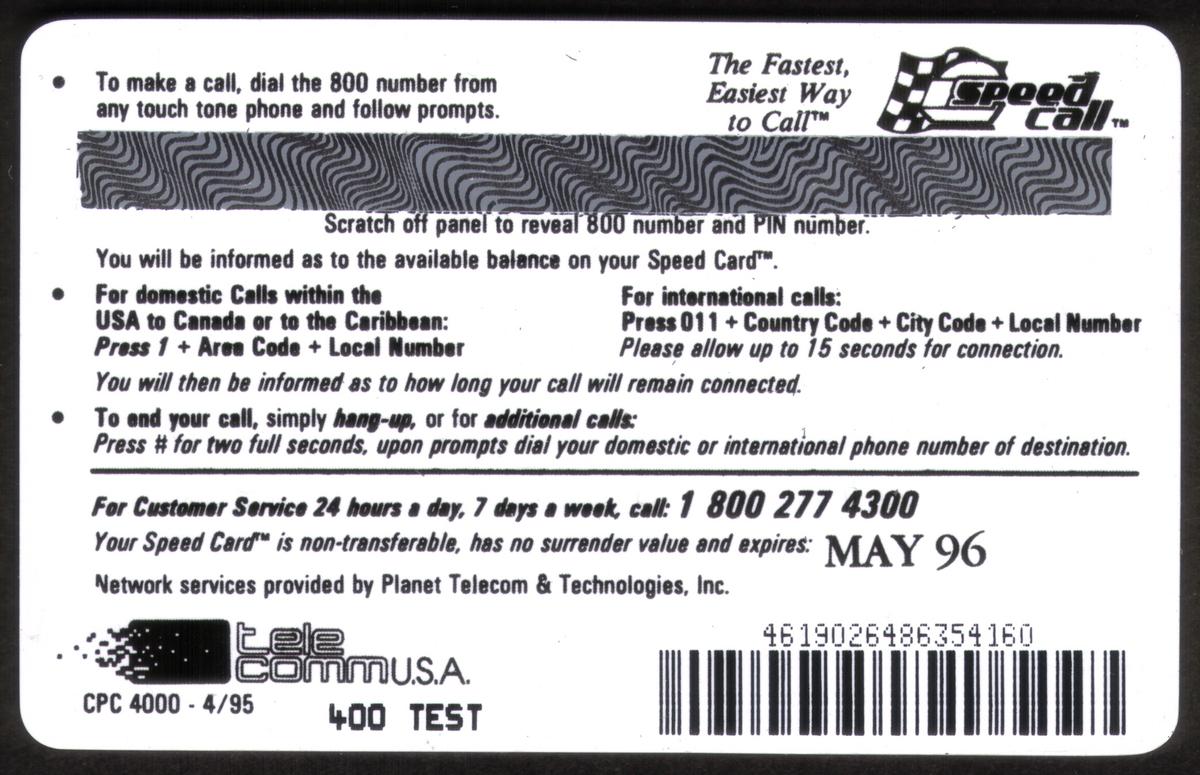 • To make a call, dial the 800 number from
any touch tone phone and follow prompts.
The Fastest,
Easiest Way
to Call™
speed
call™
Scratch off panel to reveal 800 number and PIN number.
You will be informed as to the available balance on your Speed Card™.
• For domestic Calls within the
USA to Canada or to the Caribbean:
Press 1 + Area Code + Local Number
For international calls:
Press 011 + Country Code + City Code + Local Number
Please allow up to 15 seconds for connection.
You will then be informed as to how long your call will remain connected.
• To end your call, simply hang-up, or for additional calls:
Press # for two full seconds, upon prompts dial your domestic or international phone number of destination.
For Customer Service 24 hours a day, 7 days a week, call: 1 800 277 4300
Your Speed Card™ is non-transferable, has no surrender value and expires: MAY 96
Network services provided by Planet Telecom & Technologies, Inc.
tele
comm U.S.A.
CPC 4000 - 4/95
400 TEST
4619026486354160